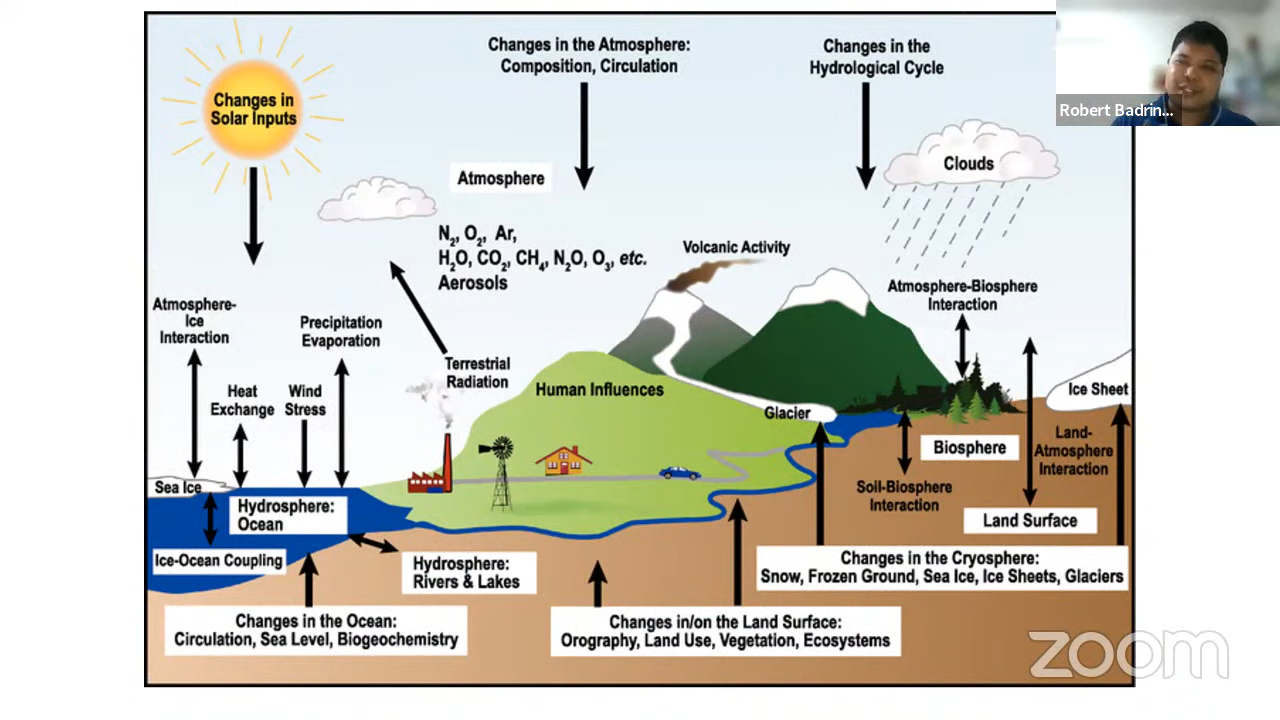 Changes in
Solar Inputs
Changes in the Atmosphere:
Composition, Circulation
Changes in the
Hydrological Cycle
Robert Badrin...
Clouds
Atmosphere
N₂, O₂, Ar,
H₂O, CO₂, CH₄, N₂O, O₃, etc.
Aerosols
Volcanic Activity
Atmosphere-Biosphere
Interaction
Atmosphere-
Ice
Interaction
Precipitation
Evaporation
Terrestrial
Radiation
Heat
Exchange
Wind
Stress
Human Influences
Glacier
Ice Sheet
Biosphere
Land-
Atmosphere
Interaction
Soil-Biosphere
Interaction
Land Surface
Sea Ice
Hydrosphere:
Ocean
Ice-Ocean Coupling
Hydrosphere:
Rivers & Lakes
Changes in the Cryosphere:
Snow, Frozen Ground, Sea Ice, Ice Sheets, Glaciers
Changes in the Ocean:
Circulation, Sea Level, Biogeochemistry
Changes in/on the Land Surface:
Orography, Land Use, Vegetation, Ecosystems
zoom